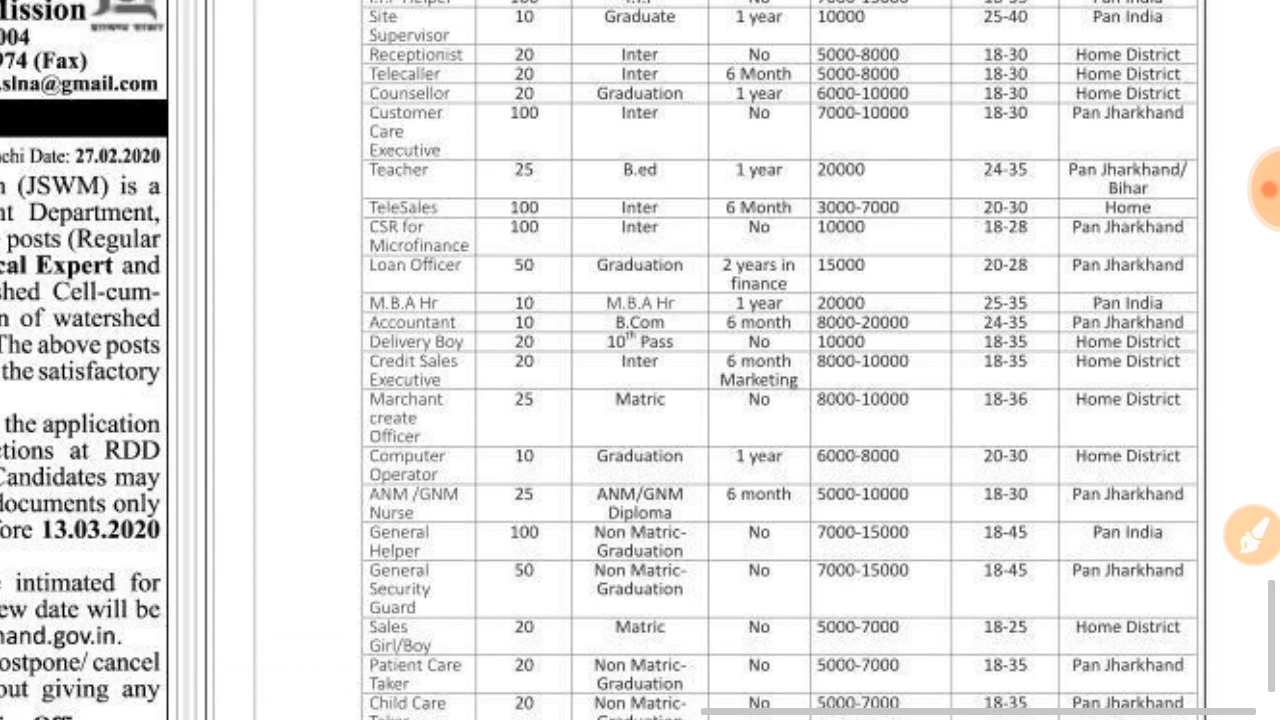 Mission
004
974 (Fax)
.slna@gmail.com
chi Date: 27.02.2020
n (JSWM) is a
nt Department,
posts (Regular
cal Expert and
shed Cell-cum-
n of watershed
The above posts
the satisfactory
the application
ctions at RDD
Candidates may
documents only
fore 13.03.2020
e intimated for
ew date will be
hand.gov.in.
ostpone/ cancel
out giving any
Site 10 Graduate 1 year 10000 25-40 Pan India
Supervisor
Receptionist 20 Inter No 5000-8000 18-30 Home District
Telecaller 20 Inter 6 Month 5000-8000 18-30 Home District
Counsellor 20 Graduation 1 year 6000-10000 18-30 Home District
Customer 100 Inter No 7000-10000 18-30 Pan Jharkhand
Care
Executive
Teacher 25 B.ed 1 year 20000 24-35 Pan Jharkhand/
Bihar
TeleSales 100 Inter 6 Month 3000-7000 20-30 Home
CSR for 100 Inter No 10000 18-28 Pan Jharkhand
Microfinance
Loan Officer 50 Graduation 2 years in 15000 20-28 Pan Jharkhand
finance
M.B.A Hr 10 M.B.A Hr 1 year 20000 25-35 Pan India
Accountant 10 B.Com 6 month 8000-20000 24-35 Pan Jharkhand
Delivery Boy 20 10th Pass No 10000 18-35 Home District
Credit Sales 20 Inter 6 month 8000-10000 18-35 Home District
Executive Marketing
Marchant 25 Matric No 8000-10000 18-36 Home District
create
Officer
Computer 10 Graduation 1 year 6000-8000 20-30 Home District
Operator
ANM /GNM 25 ANM/GNM 6 month 5000-10000 18-30 Pan Jharkhand
Nurse Diploma
General 100 Non Matric- No 7000-15000 18-45 Pan India
Helper Graduation
General 50 Non Matric- No 7000-15000 18-45 Pan Jharkhand
Security Graduation
Guard
Sales 20 Matric No 5000-7000 18-25 Home District
Girl/Boy
Patient Care 20 Non Matric- No 5000-7000 18-35 Pan Jharkhand
Taker Graduation
Child Care 20 Non Matric- No 5000-7000 18-35 Pan Jharkhand